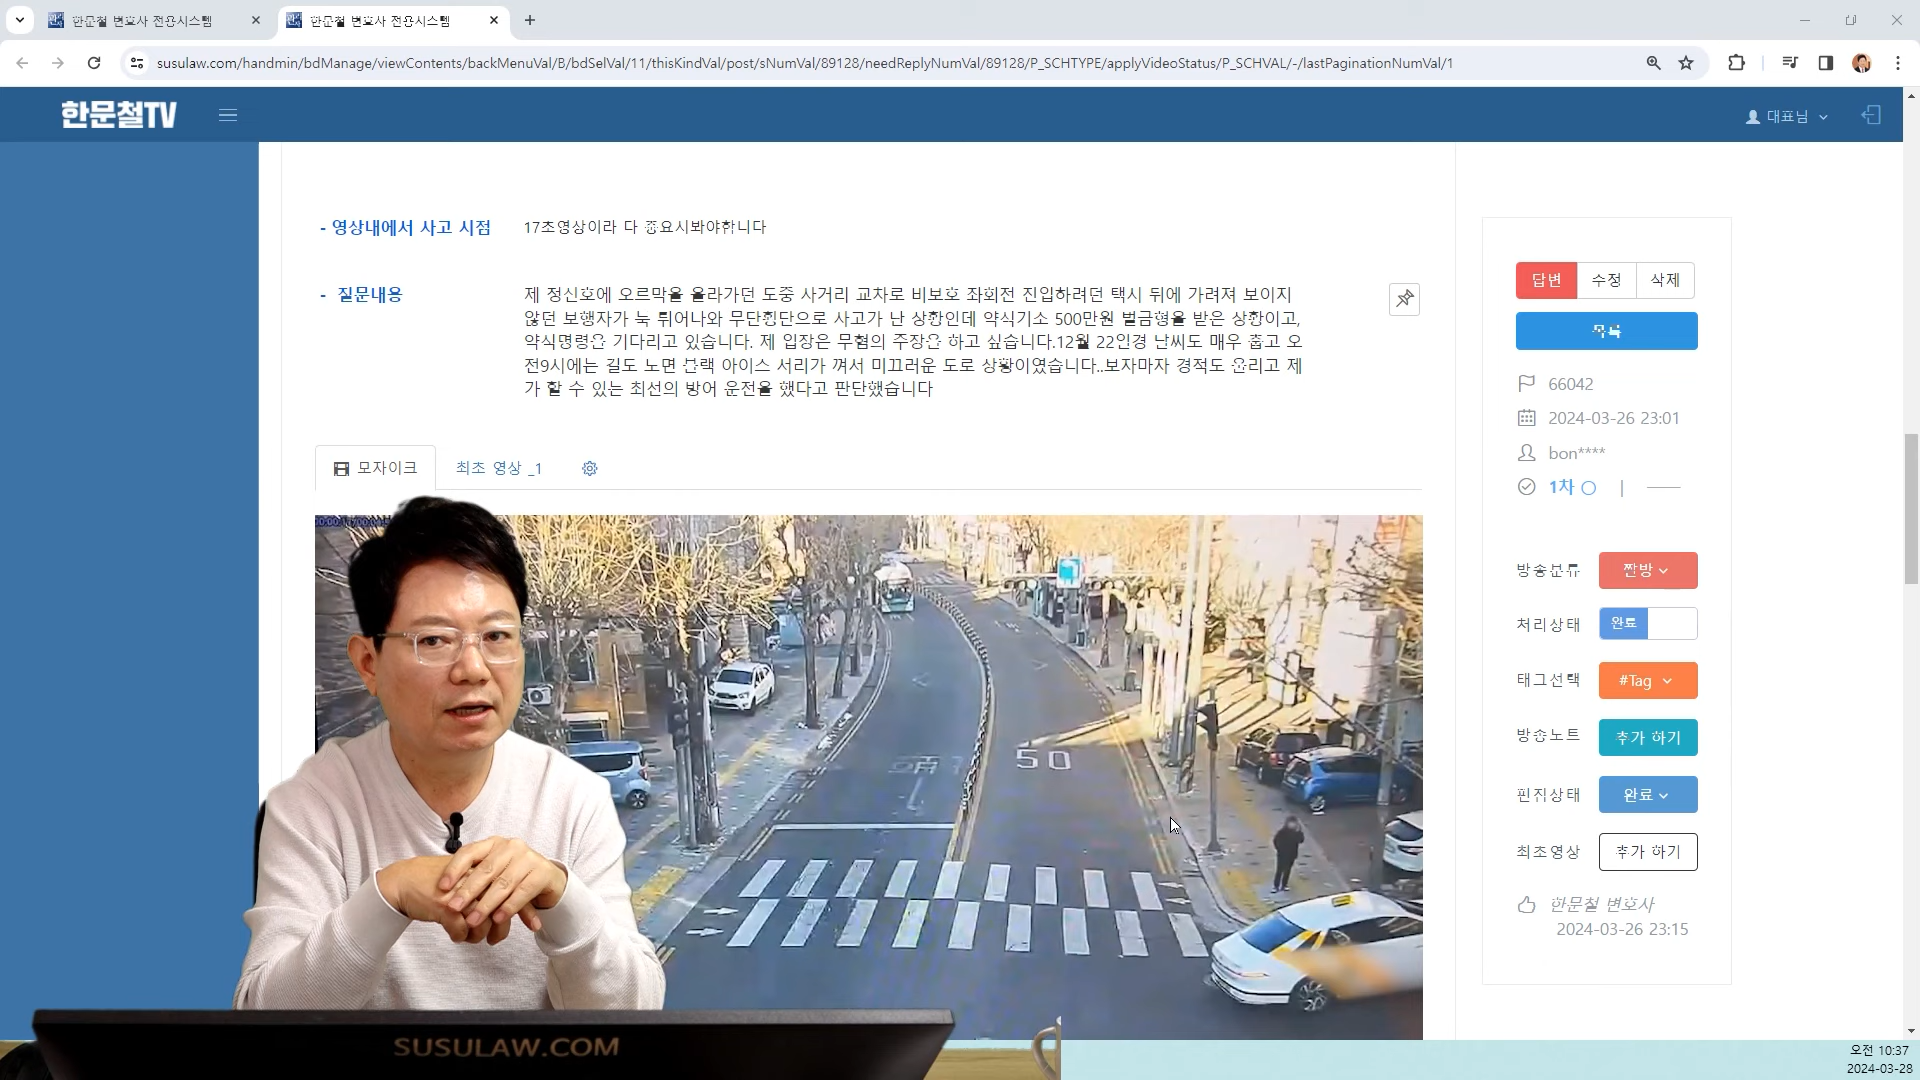 한문철 변호사 전용시스템
한문철 변호사 전용시스템
susulaw.com/handmin/bdManage/viewContents/backMenuVal/B/bdSelVal/11/thisKindVal/post/sNumVal/89128/needReplyNumVal/89128/P_SCHTYPE/applyVideoStatus/P_SCHVAL/-/lastPaginationNumVal/1
한문철TV
대표님
- 영상내에서 사고 시점
17초영상이라 다 중요시봐야합니다
- 질문내용
제 정신호에 오르막을 올라가던 도중 사거리 교차로 비보호 좌회전 진입하려던 택시 뒤에 가려져 보이지
않던 보행자가 눅 튀어나와 무단횡단으로 사고가 난 상황인데 약식기소 500만원 벌금형을 받은 상황이고,
약식명령은 기다리고 있습니다. 제 입장은 무혐의 주장은 하고 싶습니다.12월 22인경 날씨도 매우 춥고 오
전9시에는 길도 노면 블랙 아이스 서리가 껴서 미끄러운 도로 상황이였습니다..보자마자 경적도 울리고 제
가 할 수 있는 최선의 방어 운전을 했다고 판단했습니다
답변
수정
삭제
목록
66042
2024-03-26 23:01
bon****
1차
모자이크
최초 영상 _1
방송분류
짠방
처리상태
완료
태그선택
#Tag
방송노트
추가 하기
편집상태
완료
최초영상
추가 하기
한문철 변호사
2024-03-26 23:15
50
SUSULAW.COM
오전 10:37
2024-03-28